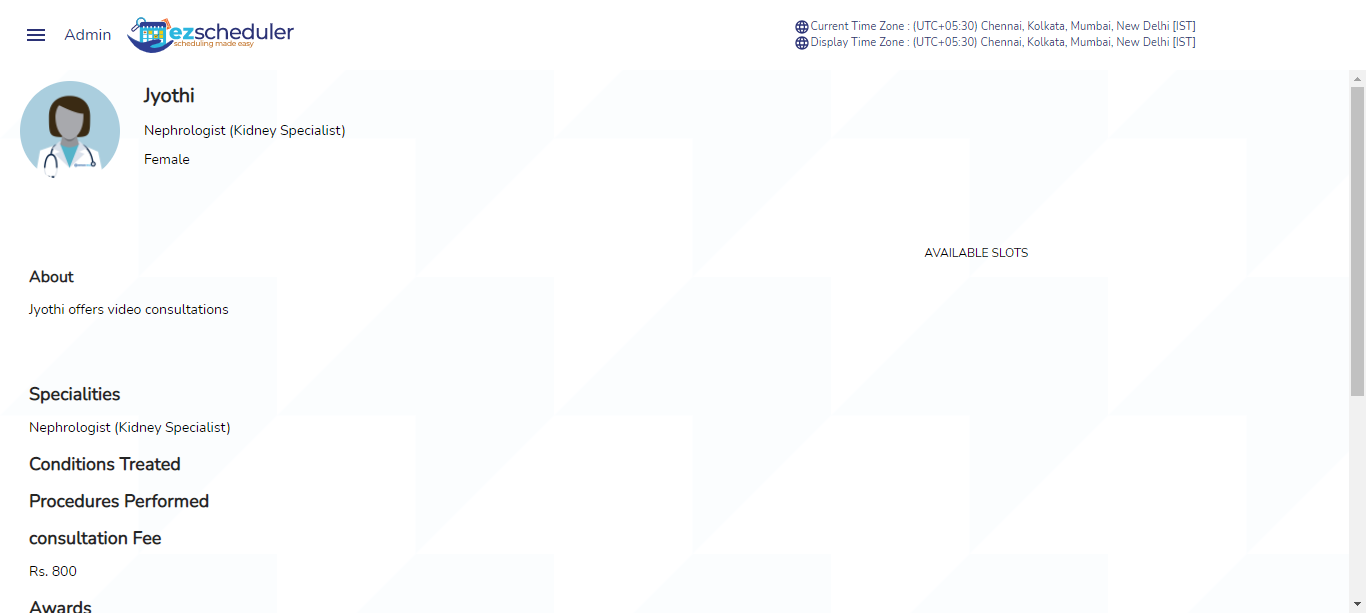 Admin
ezscheduler
scheduling made easy
Current Time Zone : (UTC+05:30) Chennai, Kolkata, Mumbai, New Delhi [IST]
Display Time Zone : (UTC+05:30) Chennai, Kolkata, Mumbai, New Delhi [IST]
Jyothi
Nephrologist (Kidney Specialist)
Female
AVAILABLE SLOTS
About
Jyothi offers video consultations
Specialities
Nephrologist (Kidney Specialist)
Conditions Treated
Procedures Performed
consultation Fee
Rs. 800
Awards